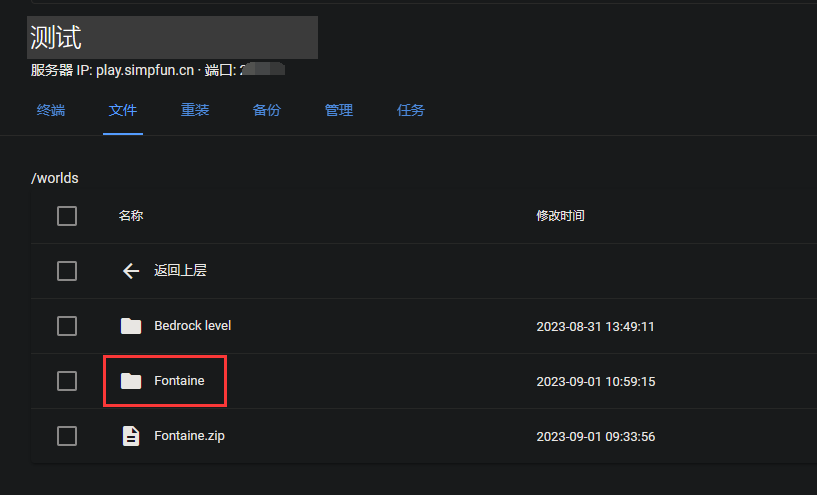 测试
服务器 IP: play.simpfun.cn · 端口: 2
终端 文件 重装 备份 管理 任务
/worlds
名称 修改时间
返回上层
Bedrock level 2023-08-31 13:49:11
Fontaine 2023-09-01 10:59:15
Fontaine.zip 2023-09-01 09:33:56